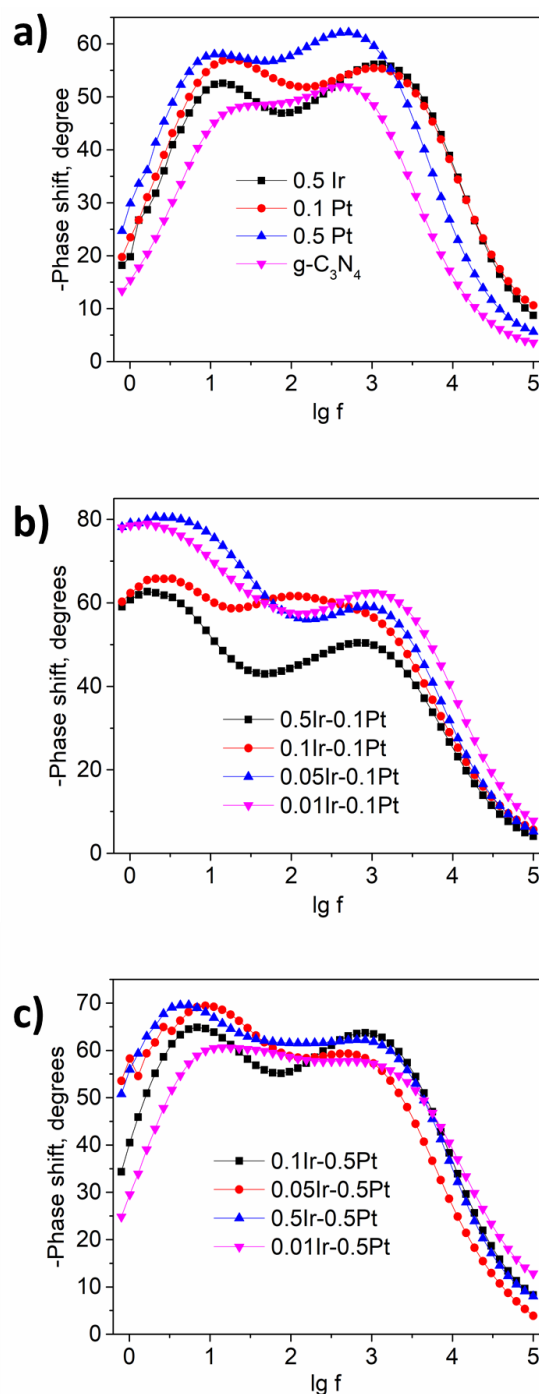 a)
-Phase shift, degree
60
50
40
30
20
10
0
0.5 Ir
0.1 Pt
0.5 Pt
g-C₃N₄
0 1 2 3 4 5
lg f
b)
-Phase shift, degrees
80
60
40
20
0
0.5Ir-0.1Pt
0.1Ir-0.1Pt
0.05Ir-0.1Pt
0.01Ir-0.1Pt
0 1 2 3 4 5
lg f
c)
-Phase shift, degrees
70
60
50
40
30
20
10
0
0.1Ir-0.5Pt
0.05Ir-0.5Pt
0.5Ir-0.5Pt
0.01Ir-0.5Pt
0 1 2 3 4 5
lg f